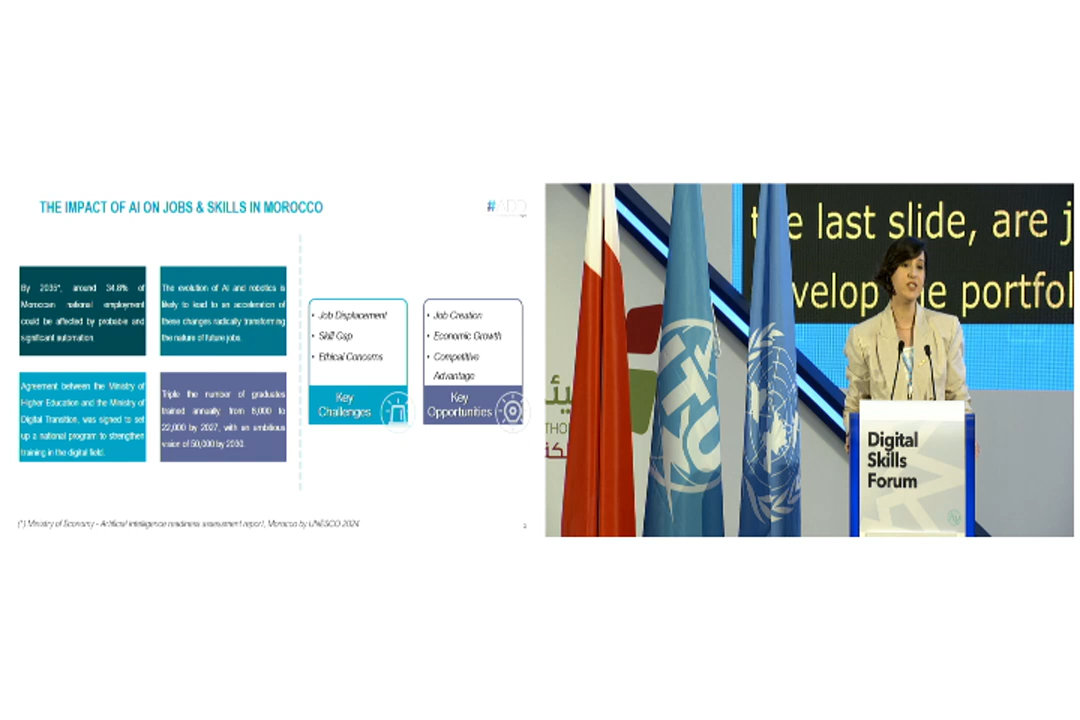 THE IMPACT OF AI ON JOBS & SKILLS IN MOROCCO
#ADD
By 2035*, around 34.8% of
Moroccan national employment
could be affected by probable and
significant automation.
The evolution of AI and robotics is
likely to lead to an acceleration of
these changes radically transforming
the nature of future jobs.
Agreement between the Ministry of
Higher Education and the Ministry of
Digital Transition, was signed to set
up a national program to strengthen
training in the digital field.
Triple the number of graduates
trained annually, from 8,000 to
22,000 by 2027, with an ambitious
vision of 50,000 by 2030.
• Job Displacement
• Skill Gap
• Ethical Concerns
Key
Challenges
• Job Creation
• Economic Growth
• Competitive
Advantage
Key
Opportunities
(*) Ministry of Economy - Artificial Intelligence readiness assessment report, Morocco by UNESCO 2024
the last slide, are j
velop the portfol
ITU
Digital
Skills
Forum